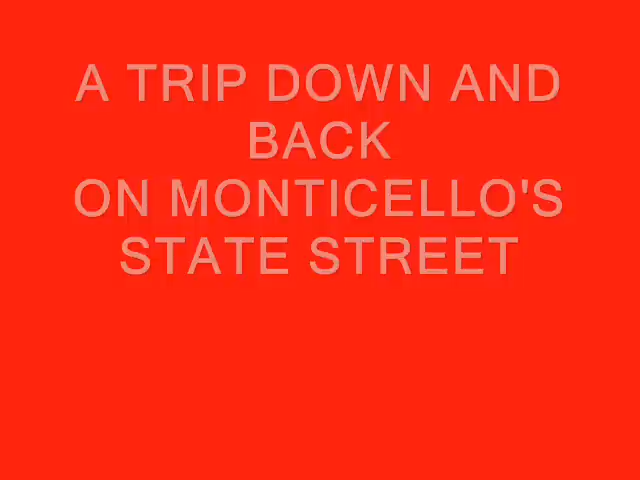 A TRIP DOWN AND
BACK
ON MONTICELLO'S
STATE STREET